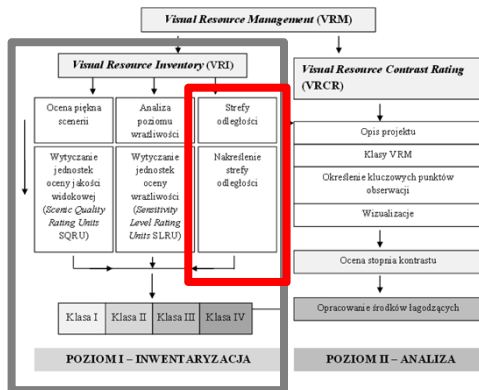 Visual Resource Management (VRM)
Visual Resource Inventory (VRI)
Ocena piękna
scenerii
Wytyczanie
jednostek
oceny jakości
widokowej
(Scenic Quality
Rating Units
SQRU)
Analiza
poziomu
wrażliwości
Wytyczanie
jednostek
oceny
wrażliwości
(Sensitivity
Level Rating
Units SLRU)
Strefy
odległości
Nakreślenie
strefy
odległości
Klasa I
Klasa II
Klasa III
Klasa IV
POZIOM I – INWENTARYZACJA
Visual Resource Contrast Rating
(VRCR)
Opis projektu
Klasy VRM
Określenie kluczowych punktów
obserwacji
Wizualizacje
Ocena stopnia kontrastu
Opracowanie środków łagodzących
POZIOM II – ANALIZA